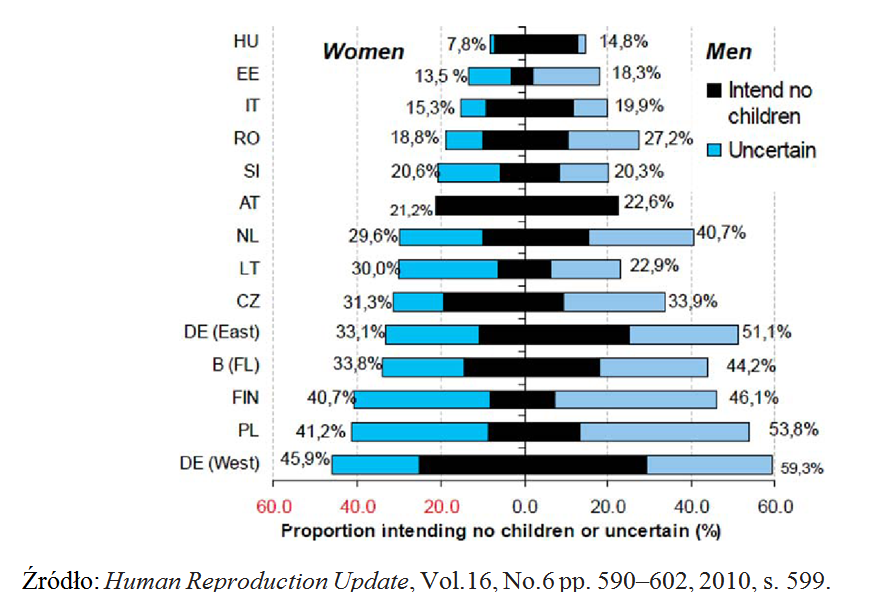 Women Men
HU 7,8% 14,8%
EE 13,5 % 18,3%
IT 15,3% 19,9%
RO 18,8% 27,2%
SI 20,6% 20,3%
AT 21,2% 22,6%
NL 29,6% 40,7%
LT 30,0% 22,9%
CZ 31,3% 33,9%
DE (East) 33,1% 51,1%
B (FL) 33,8% 44,2%
FIN 40,7% 46,1%
PL 41,2% 53,8%
DE (West) 45,9% 59,3%
Intend no
children
Uncertain
60.0 40.0 20.0 0.0 20.0 40.0 60.0
Proportion intending no children or uncertain (%)
Źródło: Human Reproduction Update, Vol.16, No.6 pp. 590–602, 2010, s. 599.